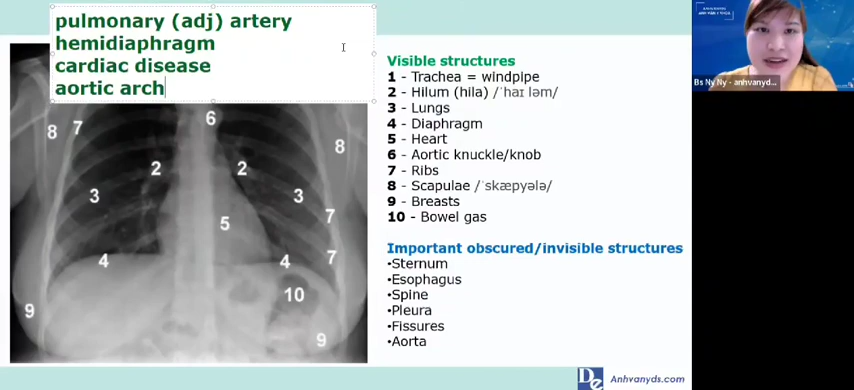 pulmonary (adj) artery
hemidiaphragm
cardiac disease
aortic arch
Visible structures
1 - Trachea = windpipe
2 - Hilum (hila) /ˈhaɪ ləm/
3 - Lungs
4 - Diaphragm
5 - Heart
6 - Aortic knuckle/knob
7 - Ribs
8 - Scapulae /ˈskæpyələ/
9 - Breasts
10 - Bowel gas
Important obscured/invisible structures
•Sternum
•Esophagus
•Spine
•Pleura
•Fissures
•Aorta
8 7 6 8
2 2
3 3
5 7
4 4 7
10
9 9
Bs Ny Ny - anhvanyd...
De Anhvanyds.com